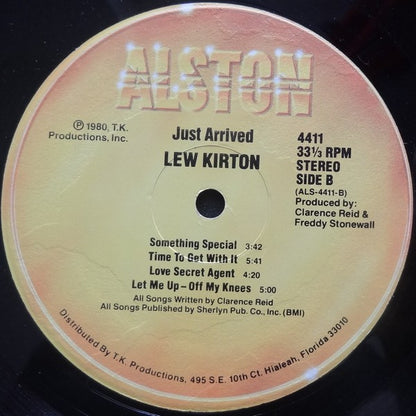 ALSTON
℗ 1980, T.K.
Productions, Inc.
Just Arrived
LEW KIRTON
4411
33⅓ RPM
STEREO
SIDE B
(ALS-4411-B)
Produced by:
Clarence Reid &
Freddy Stonewall
Something Special 3:42
Time To Get With It 5:41
Love Secret Agent 4:20
Let Me Up – Off My Knees 5:00
All Songs Written by Clarence Reid
All Songs Published by Sherlyn Pub. Co., Inc. (BMI)
Distributed By T.K. Productions, 495 S.E. 10th Ct. Hialeah, Florida 33010